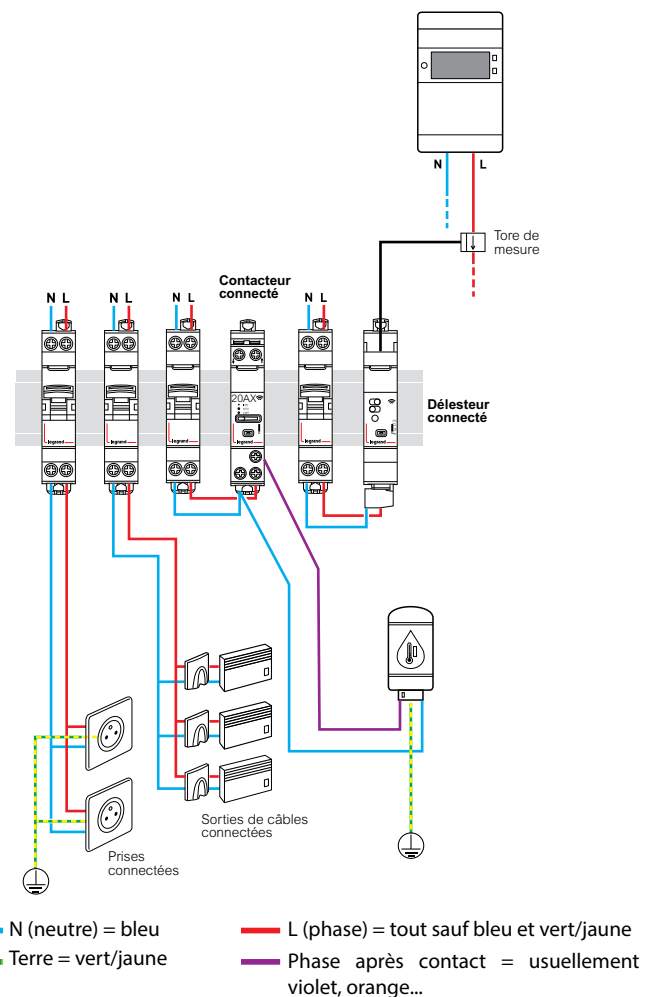 N
L
Tore de
mesure
Contacteur
connecté
N L
N L
N L
N L
20AX
Délesteur
connecté
legrand
legrand
legrand
legrand
legrand
legrand
Sorties de câbles
connectées
Prises
connectées
N (neutre) = bleu
L (phase) = tout sauf bleu et vert/jaune
Terre = vert/jaune
Phase après contact = usuellement
violet, orange...